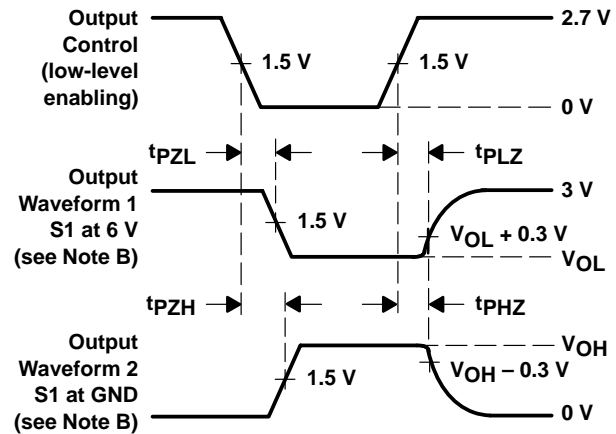 Output
Control
(low-level
enabling)
2.7 V
1.5 V
1.5 V
0 V
tPZL
tPLZ
Output
Waveform 1
S1 at 6 V
(see Note B)
3 V
1.5 V
VOL + 0.3 V
VOL
tPZH
tPHZ
Output
Waveform 2
S1 at GND
(see Note B)
VOH
VOH – 0.3 V
1.5 V
0 V